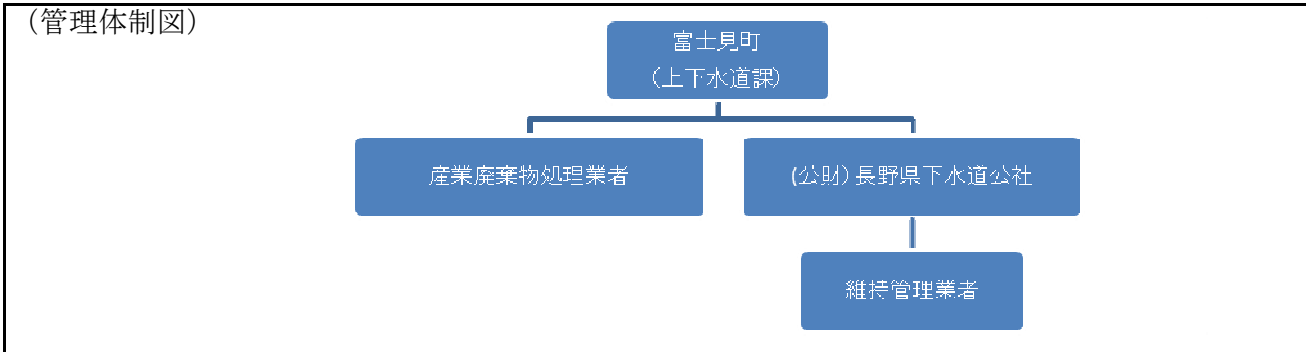 （管理体制図）
富士見町
（上下水道課）
産業廃棄物処理業者
(公財) 長野県下水道公社
維持管理業者